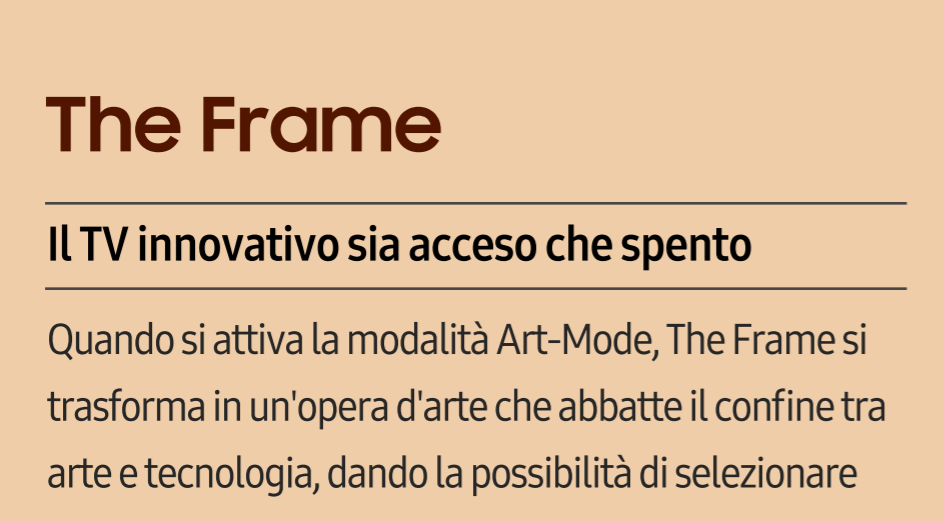 The Frame
Il TV innovativo sia acceso che spento
Quando si attiva la modalità Art-Mode, The Frame si
trasforma in un'opera d'arte che abbatte il confine tra
arte e tecnologia, dando la possibilità di selezionare